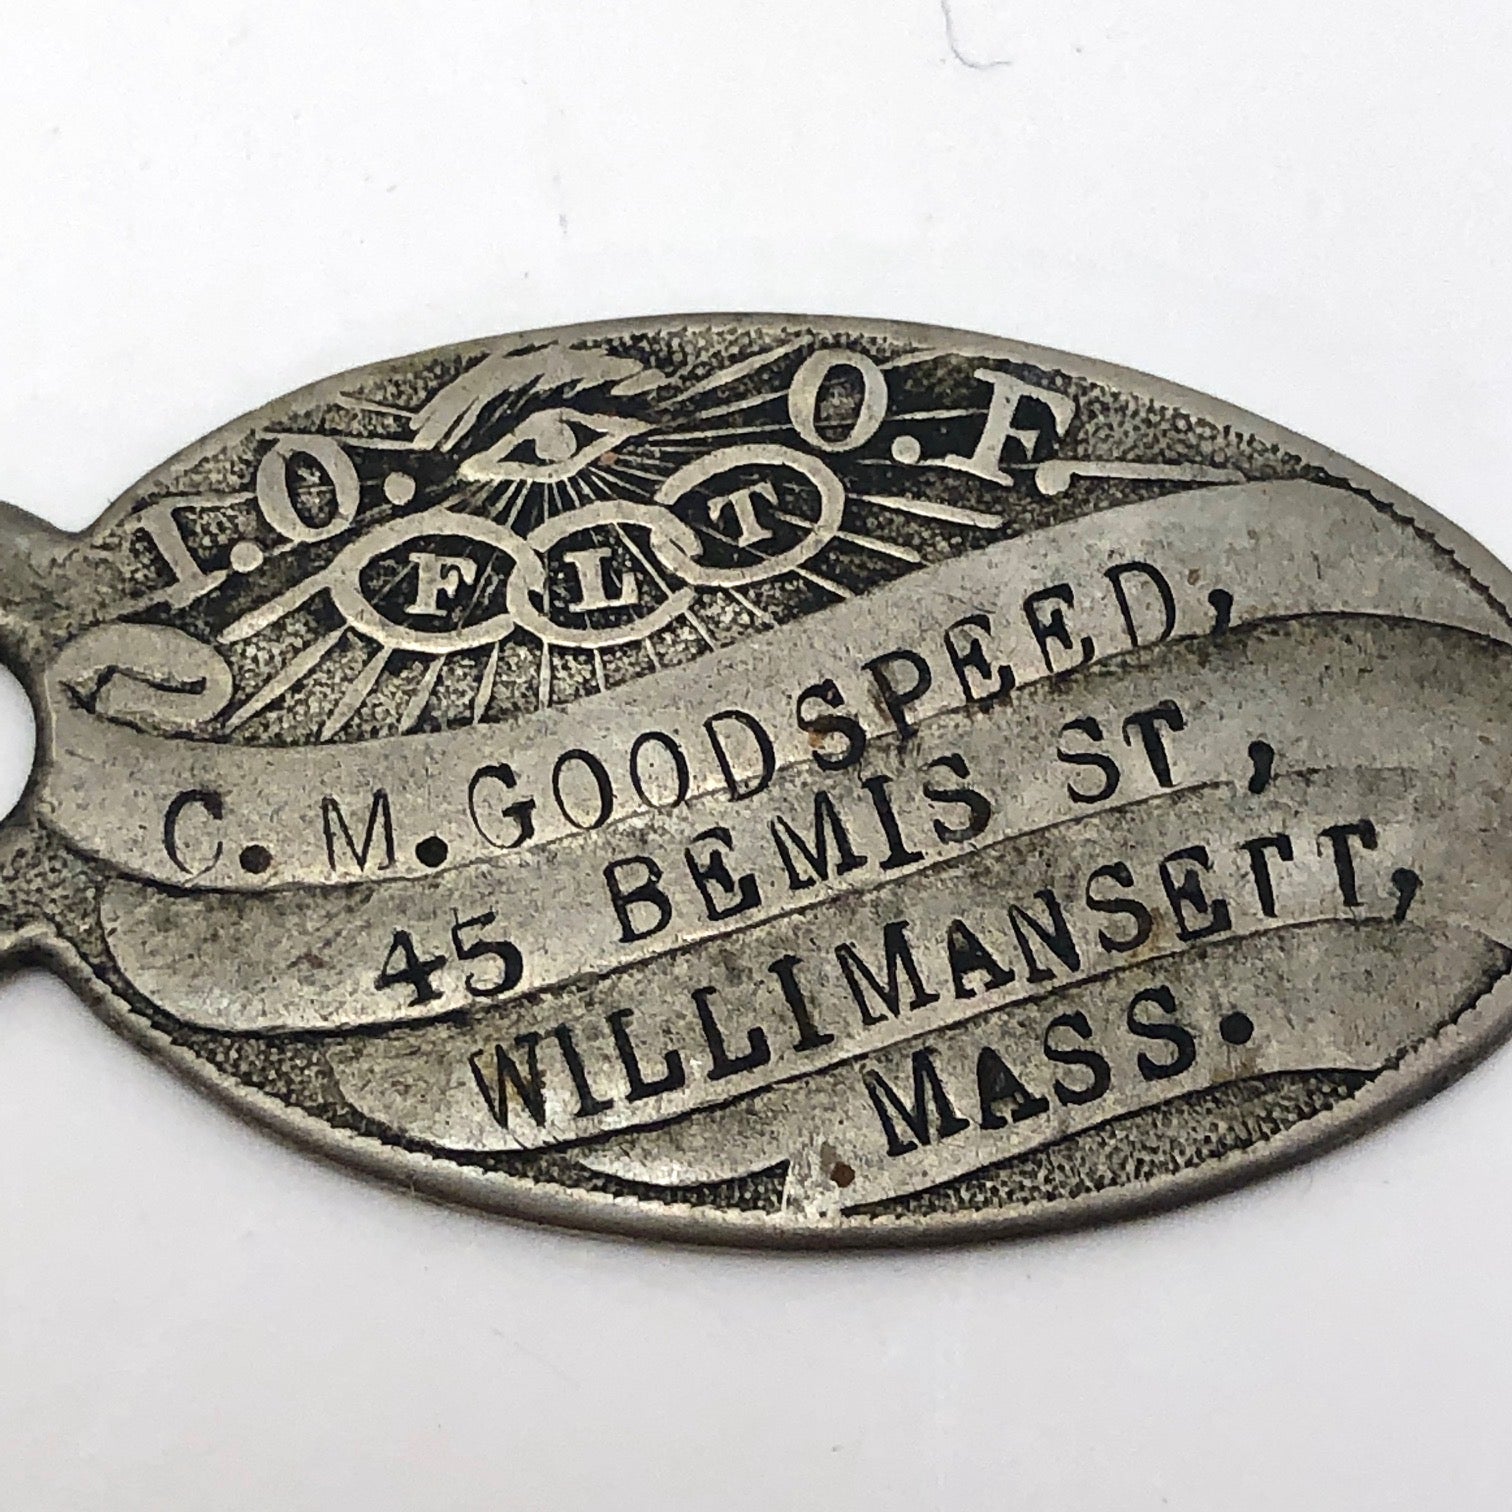 I.O. O.F.
F L T
C. M. GOODSPEED,
45 BEMIS ST,
WILLIMANSETT,
MASS.